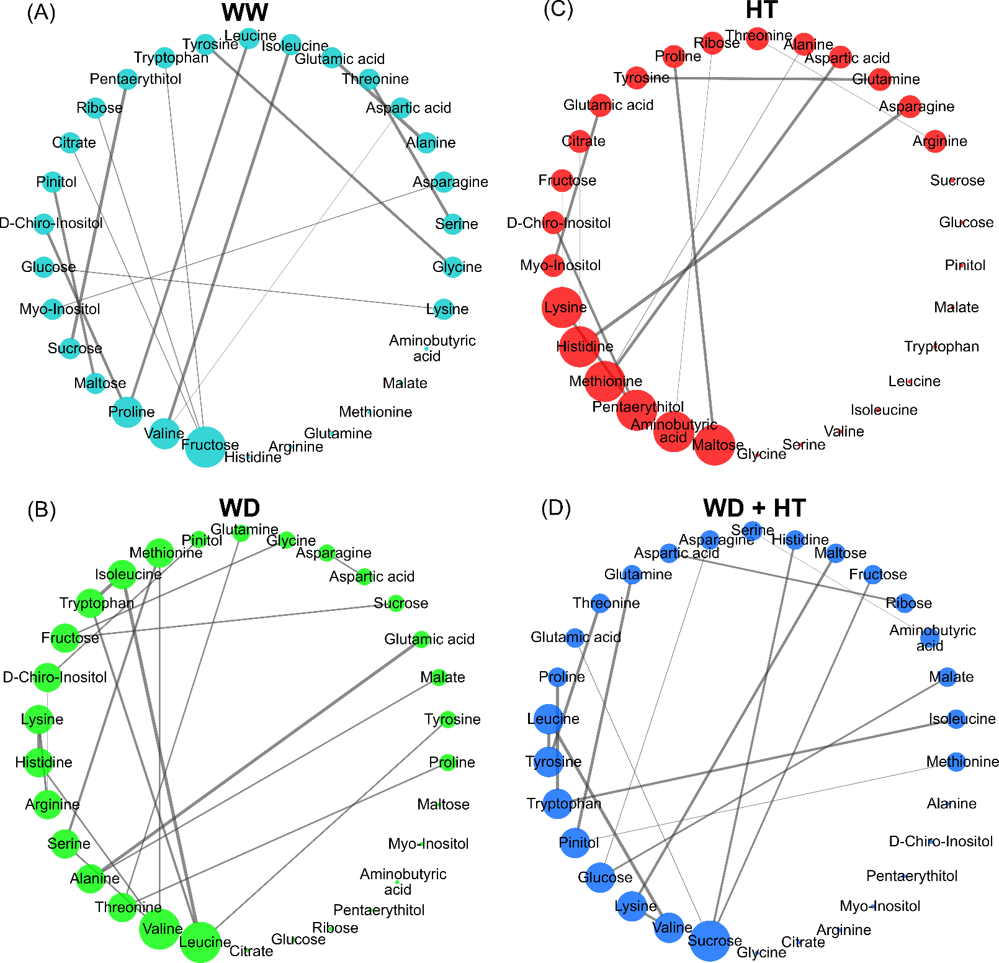 (A)
WW
Leucine
Tyrosine
Isoleucine
Tryptophan
Glutamic acid
Pentaerythitol
Threonine
Ribose
Aspartic acid
Citrate
Alanine
Pinitol
Asparagine
D-Chiro-Inositol
Serine
Glucose
Glycine
Myo-Inositol
Lysine
Sucrose
Aminobutyric
acid
Maltose
Malate
Proline
Methionine
Valine
Glutamine
Fructose
Arginine
Histidine
(C)
HT
Threonine
Ribose
Alanine
Proline
Aspartic acid
Tyrosine
Glutamine
Glutamic acid
Asparagine
Citrate
Arginine
Fructose
Sucrose
D-Chiro-Inositol
Glucose
Myo-Inositol
Pinitol
Lysine
Malate
Histidine
Tryptophan
Methionine
Leucine
Pentaerythitol
Isoleucine
Aminobutyric
acid
Valine
Maltose
Serine
Glycine
(B)
WD
Glutamine
Pinitol
Glycine
Methionine
Asparagine
Isoleucine
Aspartic acid
Tryptophan
Sucrose
Fructose
Glutamic acid
D-Chiro-Inositol
Malate
Lysine
Tyrosine
Histidine
Proline
Arginine
Maltose
Serine
Myo-Inositol
Alanine
Aminobutyric
acid
Threonine
Pentaerythitol
Valine
Ribose
Leucine
Glucose
Citrate
(D)
WD + HT
Serine
Asparagine
Histidine
Aspartic acid
Maltose
Glutamine
Fructose
Threonine
Ribose
Glutamic acid
Aminobutyric
acid
Proline
Malate
Leucine
Isoleucine
Tyrosine
Methionine
Tryptophan
Alanine
Pinitol
D-Chiro-Inositol
Glucose
Pentaerythitol
Lysine
Myo-Inositol
Valine
Arginine
Sucrose
Citrate
Glycine